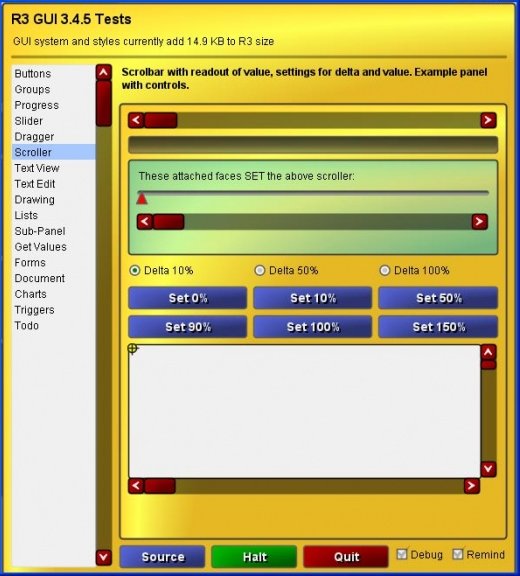 R3 GUI 3.4.5 Tests
GUI system and styles currently add 14.9 KB to R3 size
Buttons
Groups
Progress
Slider
Dragger
Scroller
Text View
Text Edit
Drawing
Lists
Sub-Panel
Get Values
Forms
Document
Charts
Triggers
Todo
Scrolbar with readout of value, settings for delta and value. Example panel
with controls.
These attached faces SET the above scroller:
Delta 10% Delta 50% Delta 100%
Set 0% Set 10% Set 50%
Set 90% Set 100% Set 150%
Source Halt Quit Debug Remind